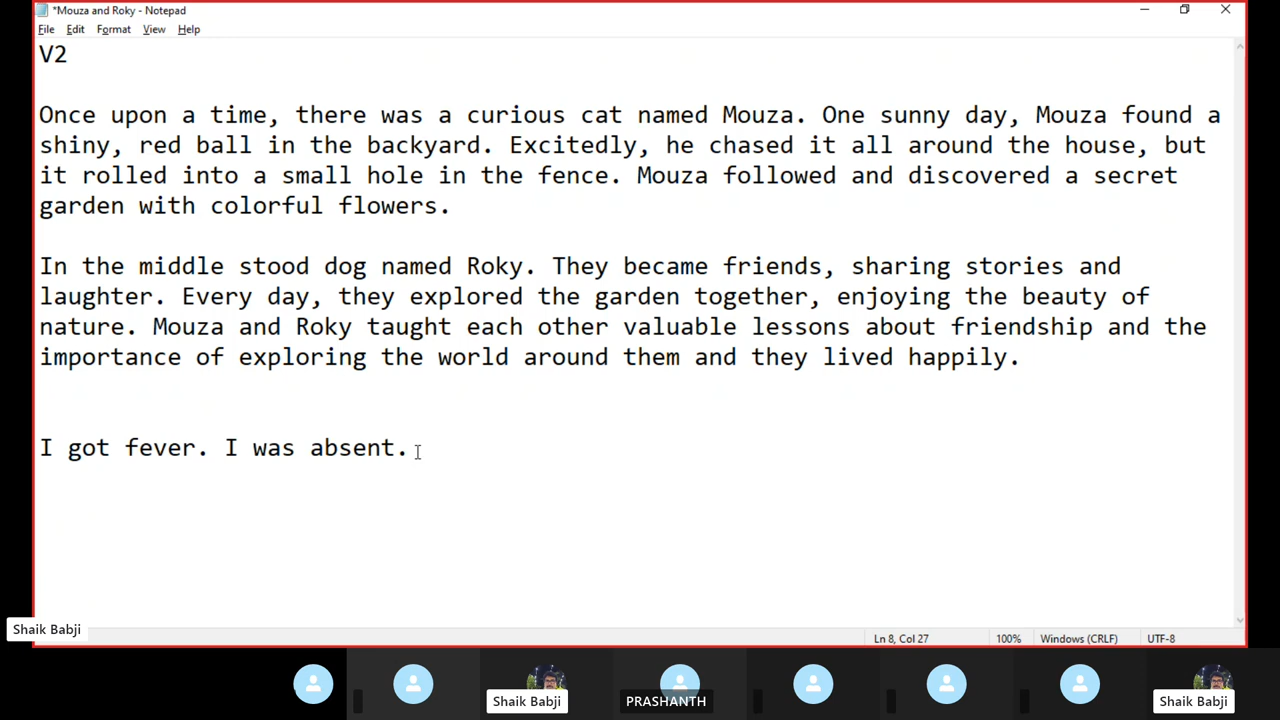 *Mouza and Roky - Notepad
File Edit Format View Help
V2
Once upon a time, there was a curious cat named Mouza. One sunny day, Mouza found a
shiny, red ball in the backyard. Excitedly, he chased it all around the house, but
it rolled into a small hole in the fence. Mouza followed and discovered a secret
garden with colorful flowers.
In the middle stood dog named Roky. They became friends, sharing stories and
laughter. Every day, they explored the garden together, enjoying the beauty of
nature. Mouza and Roky taught each other valuable lessons about friendship and the
importance of exploring the world around them and they lived happily.
I got fever. I was absent.
Shaik Babji
Ln 8, Col 27 100% Windows (CRLF) UTF-8
Shaik Babji PRASHANTH Shaik Babji